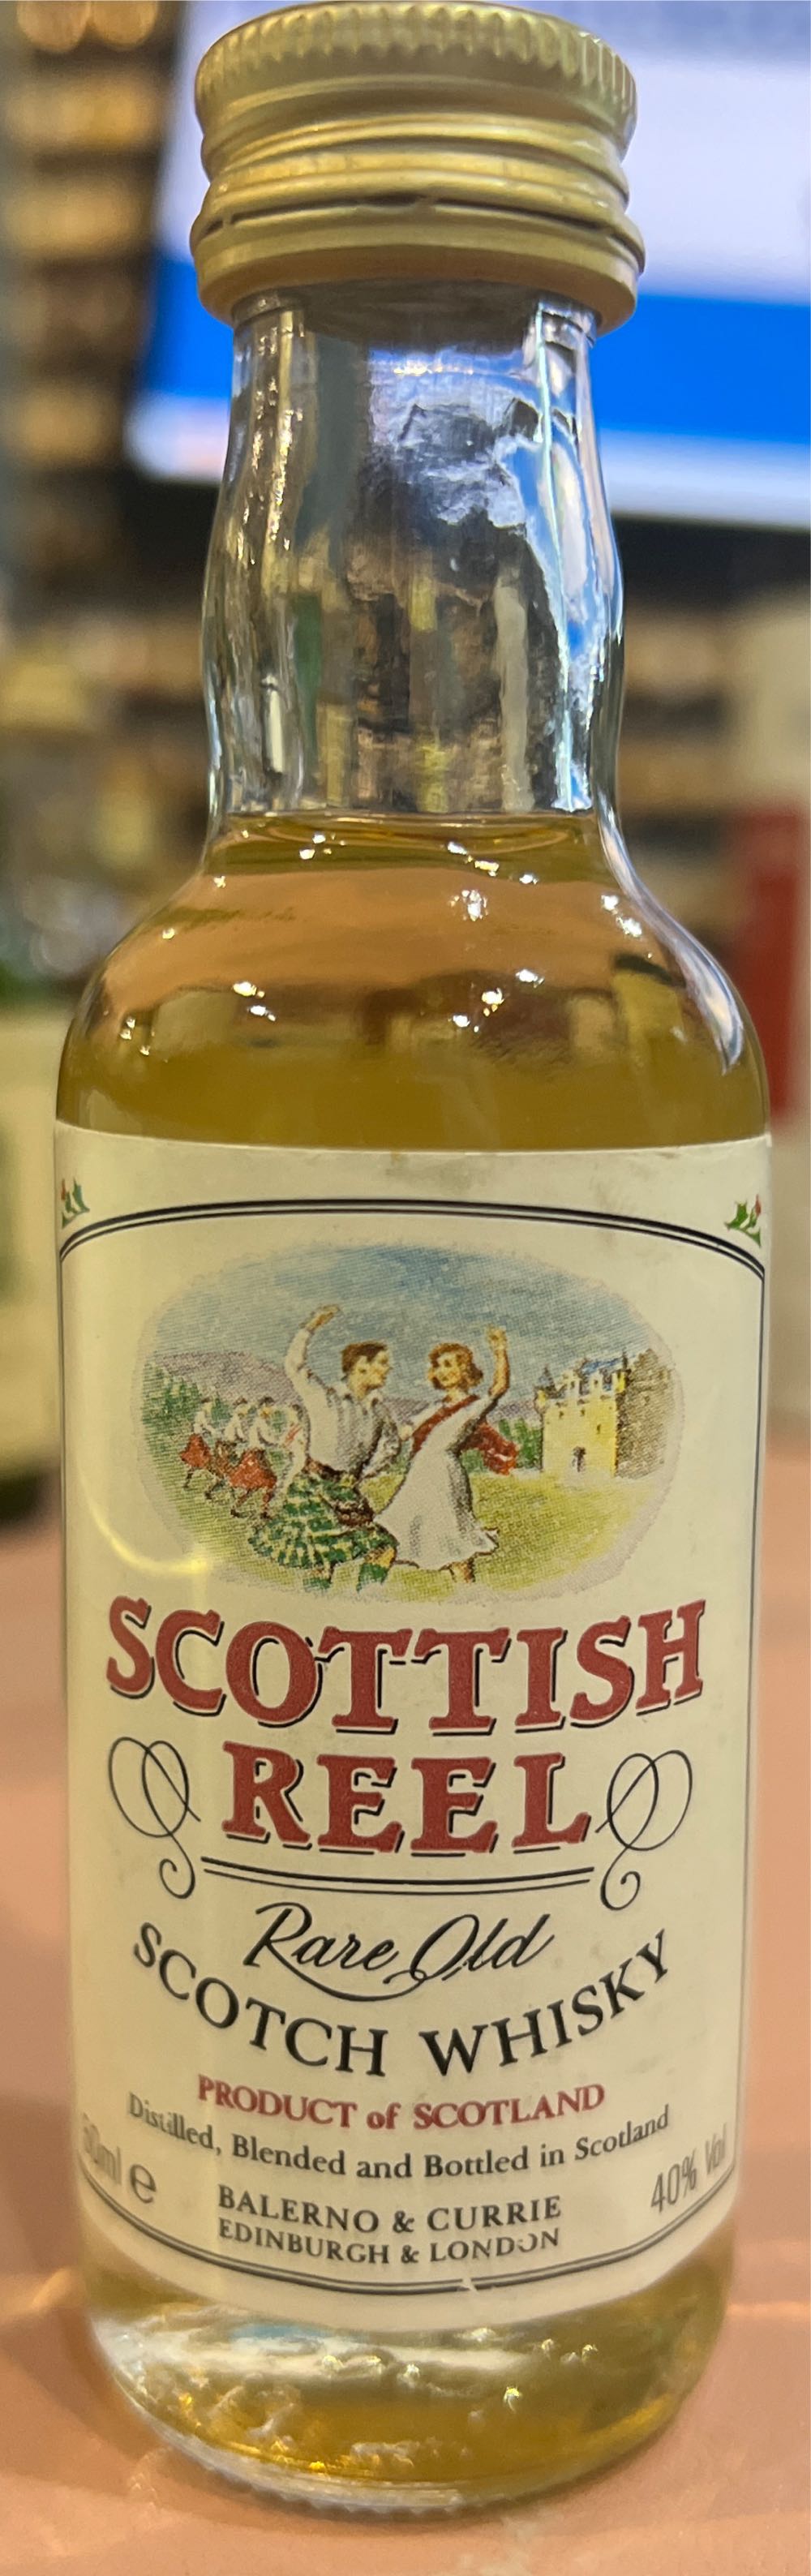 SCOTTISH
REEL
Rare Old
SCOTCH WHISKY
PRODUCT of SCOTLAND
Distilled, Blended and Bottled in Scotland
50ml e
40% Vol
BALERNO & CURRIE
EDINBURGH & LONDON